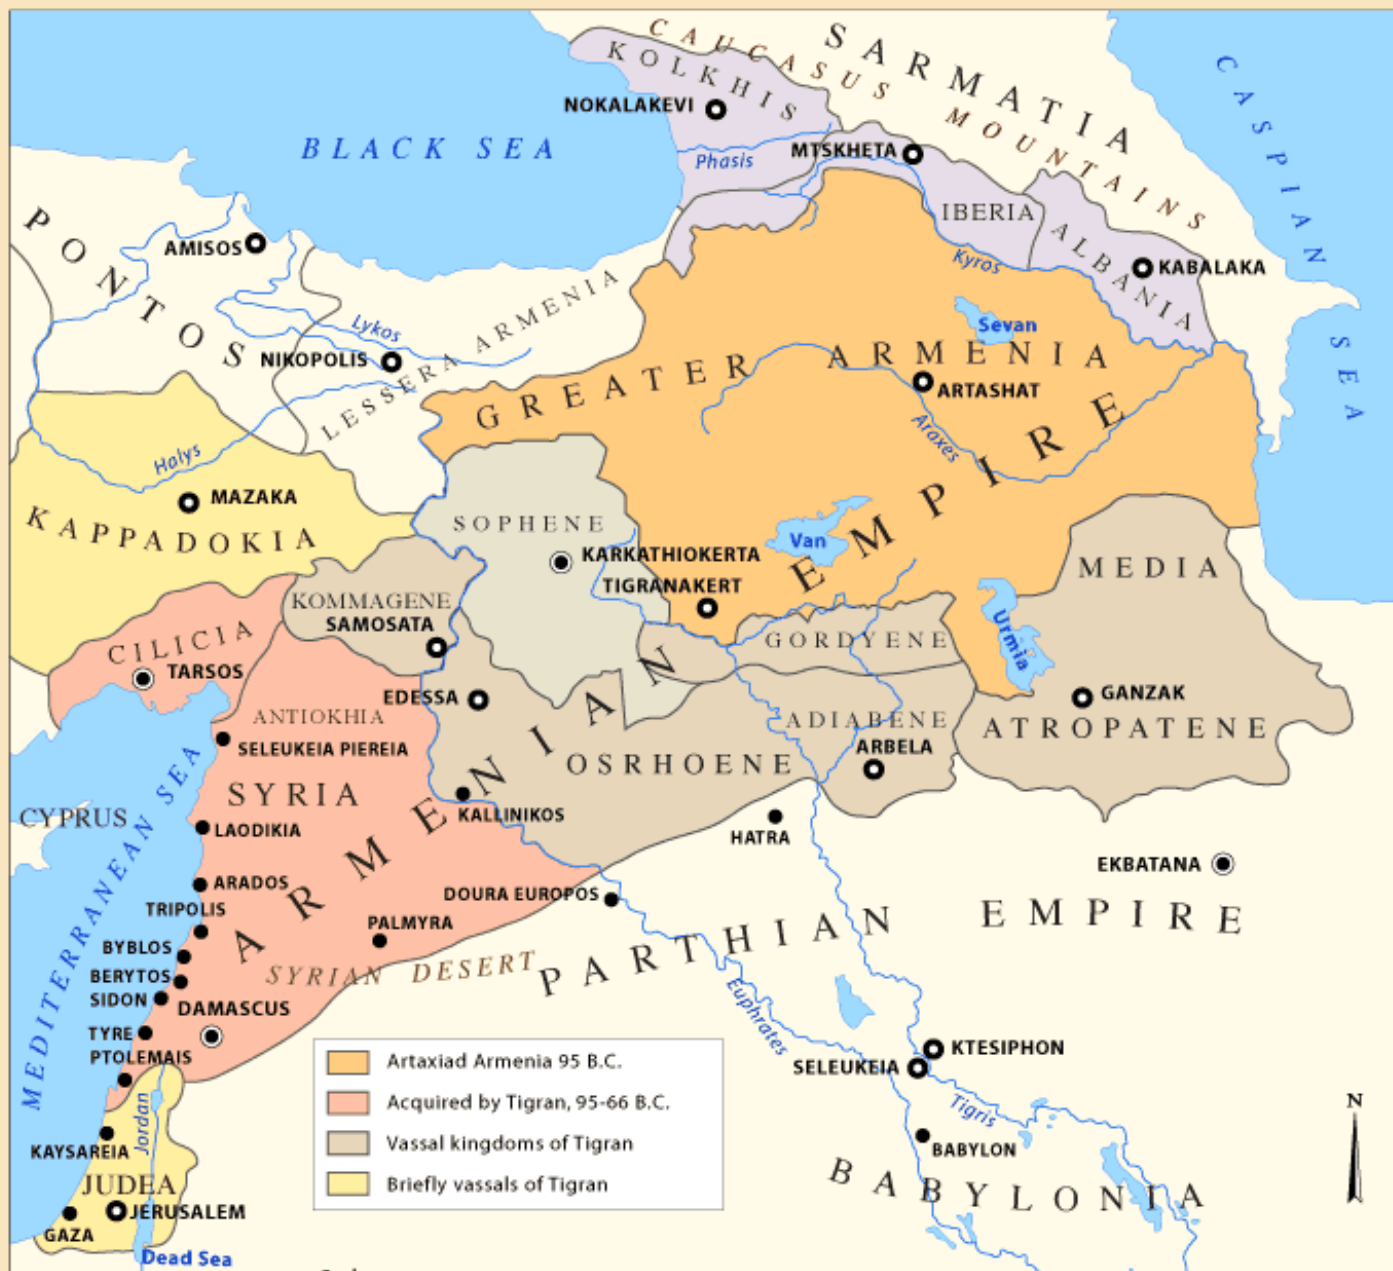 CAUCASUS MOUNTAINS
SARMATIA
CASPIAN SEA
KOLKHIS
NOKALAKEVI
BLACK SEA
Phasis
MTSKHETA
IBERIA
ALBANIA
KABALAKA
Kyros
PONTOS
AMISOS
Lykos
NIKOPOLIS
LESSERA ARMENIA
Sevan
GREATER ARMENIA
ARTASHAT
Araxes
Halys
MAZAKA
KAPPADOKIA
SOPHENE
KARKATHIOKERTA
TIGRANAKERT
Van
ARMENIAN EMPIRE
MEDIA
ATROPATENE
Urmia
GANZAK
KOMMAGENE
SAMOSATA
GORDYENE
CILICIA
TARSOS
EDESSA
ANTIOKHIA
SELEUKEIA PIEREIA
ADIABENE
ARBELA
OSRHOENE
SYRIA
KALLINIKOS
CYPRUS
MEDITERRANEAN SEA
LAODIKIA
HATRA
EKBATANA
ARADOS
DOURA EUROPOS
TRIPOLIS
PALMYRA
PARTHIAN EMPIRE
BYBLOS
SYRIAN DESERT
BERYTOS
SIDON
DAMASCUS
Euphrates
TYRE
PTOLEMAIS
KTESIPHON
SELEUKEIA
Tigris
Artaxiad Armenia 95 B.C.
Acquired by Tigran, 95-66 B.C.
Vassal kingdoms of Tigran
Briefly vassals of Tigran
N
Jordan
KAYSAREIA
BABYLON
BABYLONIA
JUDEA
JERUSALEM
GAZA
Dead Sea